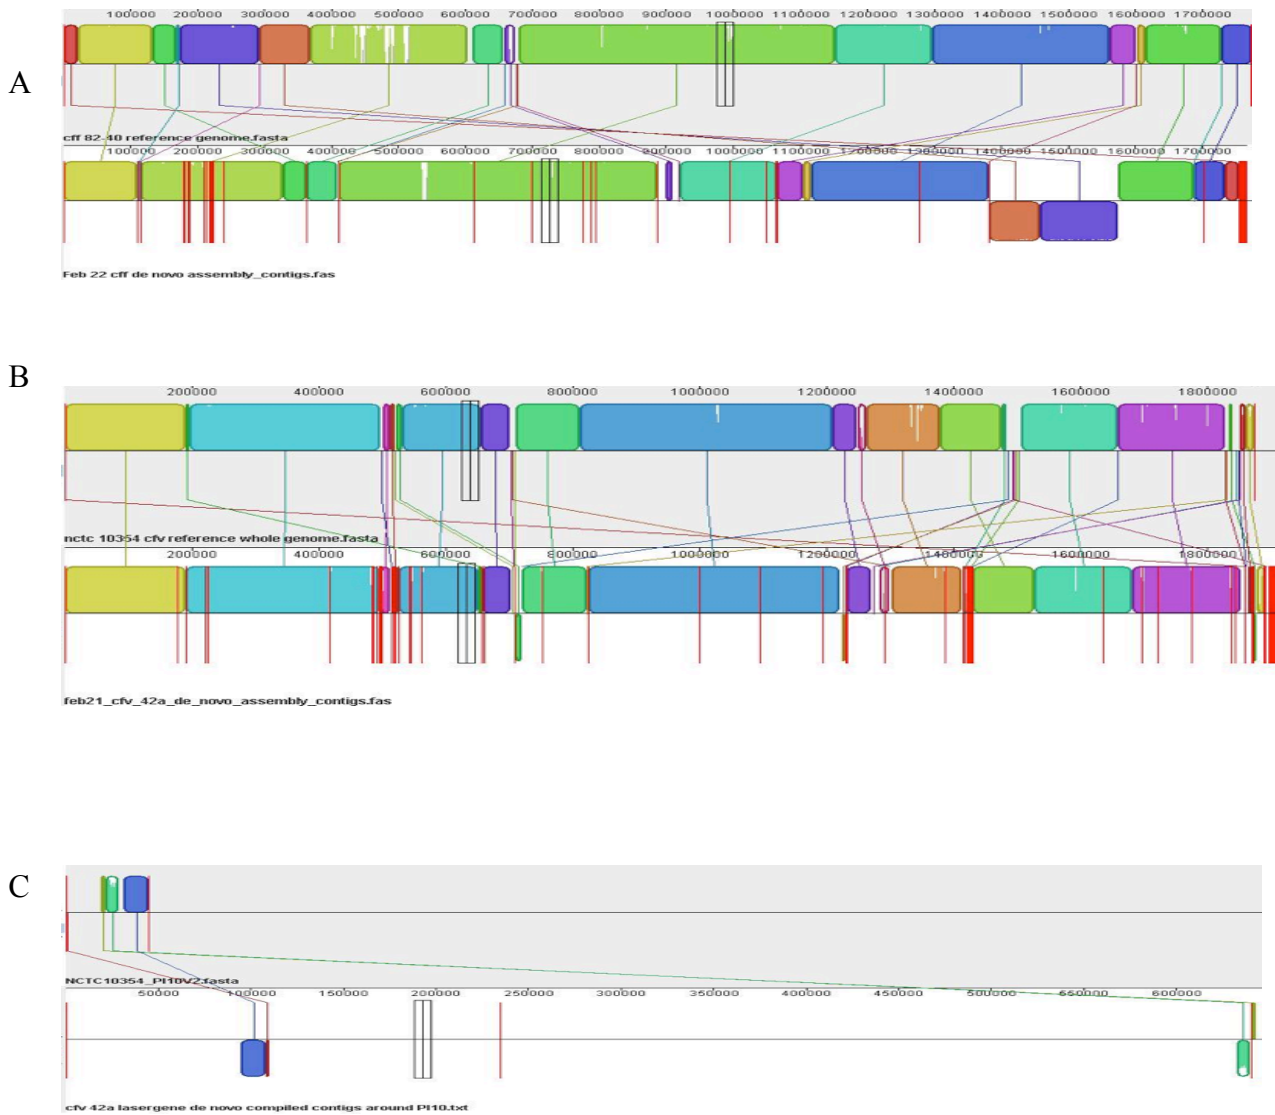 A
100000 200000 300000 400000 500000 600000 700000 800000 900000 1000000 1100000 1200000 1300000 1400000 1500000 1600000 1700000
cff 82-40 reference genome.fasta
100000 200000 300000 400000 500000 600000 700000 800000 900000 1000000 1100000 1200000 1300000 1400000 1500000 1600000 1700000
Feb 22 cff de novo assembly_contigs.fas
B
200000 400000 600000 800000 1000000 1200000 1400000 1600000 1800000
nctc 10354 cfv reference whole genome.fasta
200000 400000 600000 800000 1000000 1200000 1400000 1600000 1800000
feb21_cfv_42a_de_novo_assembly_contigs.fas
C
NCTC10354_PI10V2.fasta
50000 100000 150000 200000 250000 300000 350000 400000 450000 500000 550000 600000
cfv 42a lasergene de novo compiled contigs around PI10.txt